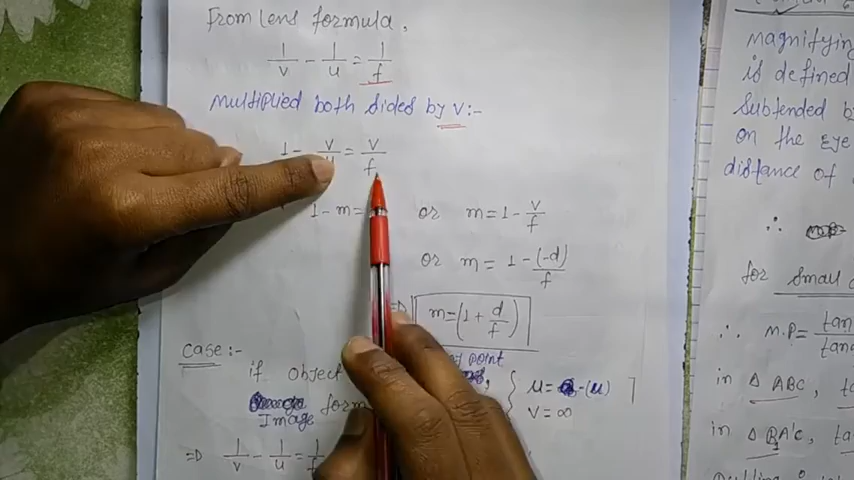 From Lens formula.
1/v - 1/u = 1/f
Multiplied both sides by v:-
1 - v/u = v/f
1 - m = or m = 1 - v/f
or m = 1 - (-d)/f
m = (1 + d/f)
Case:- point
if Object { u = -(u) ]
Image form v = ∞
=D 1/v - 1/u = 1/f
Magnifying
is defined
Subtended by
on the eye
distance of
for small
∴ M.P = tan
tan
in △ ABC,
in △ BA'C, ta